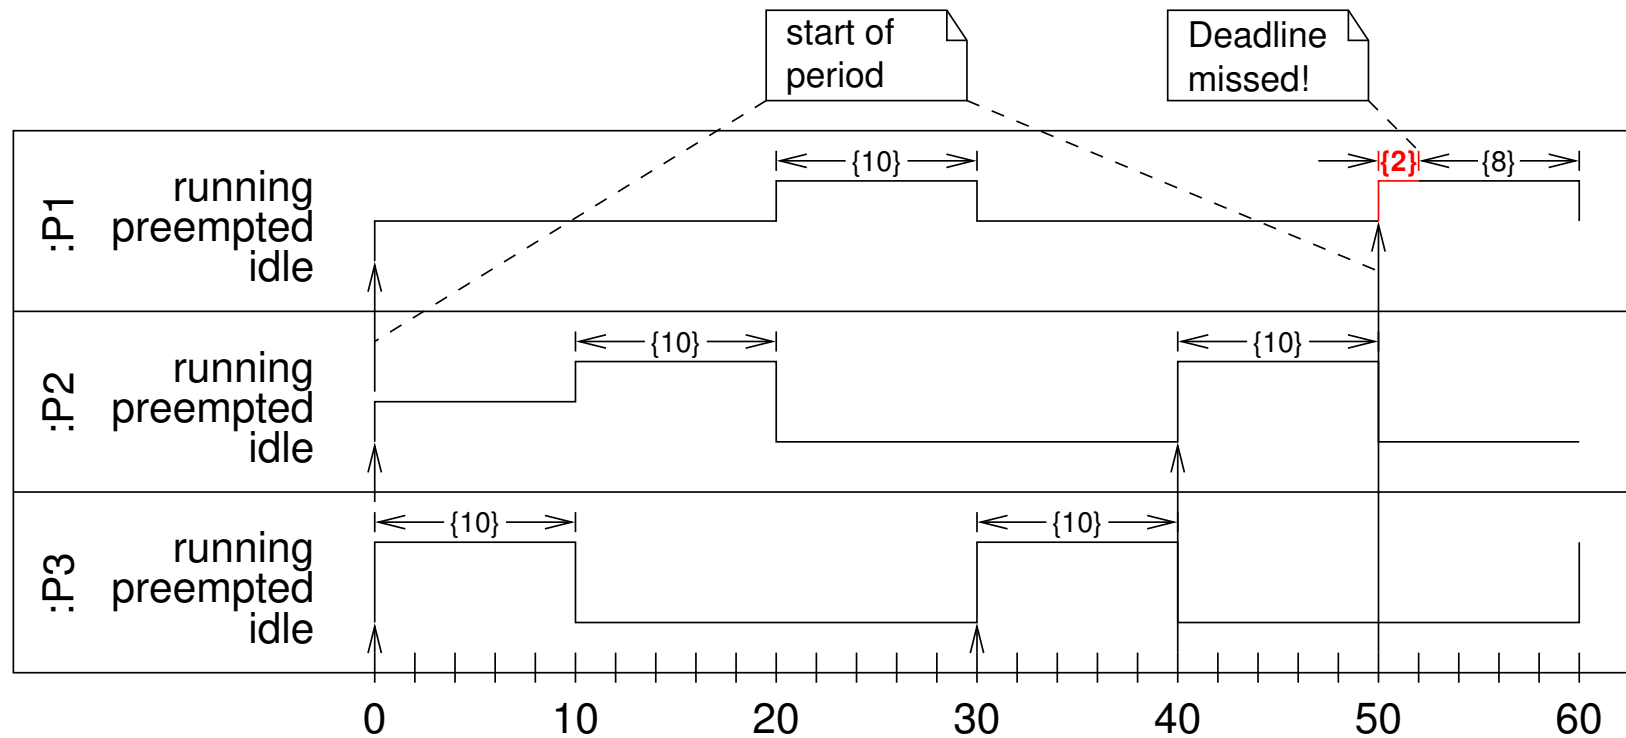 start of
period
Deadline
missed!
:P1
running
preempted
idle
{10}
{2}
{8}
:P2
running
preempted
idle
{10}
{10}
:P3
running
preempted
idle
{10}
{10}
0 10 20 30 40 50 60